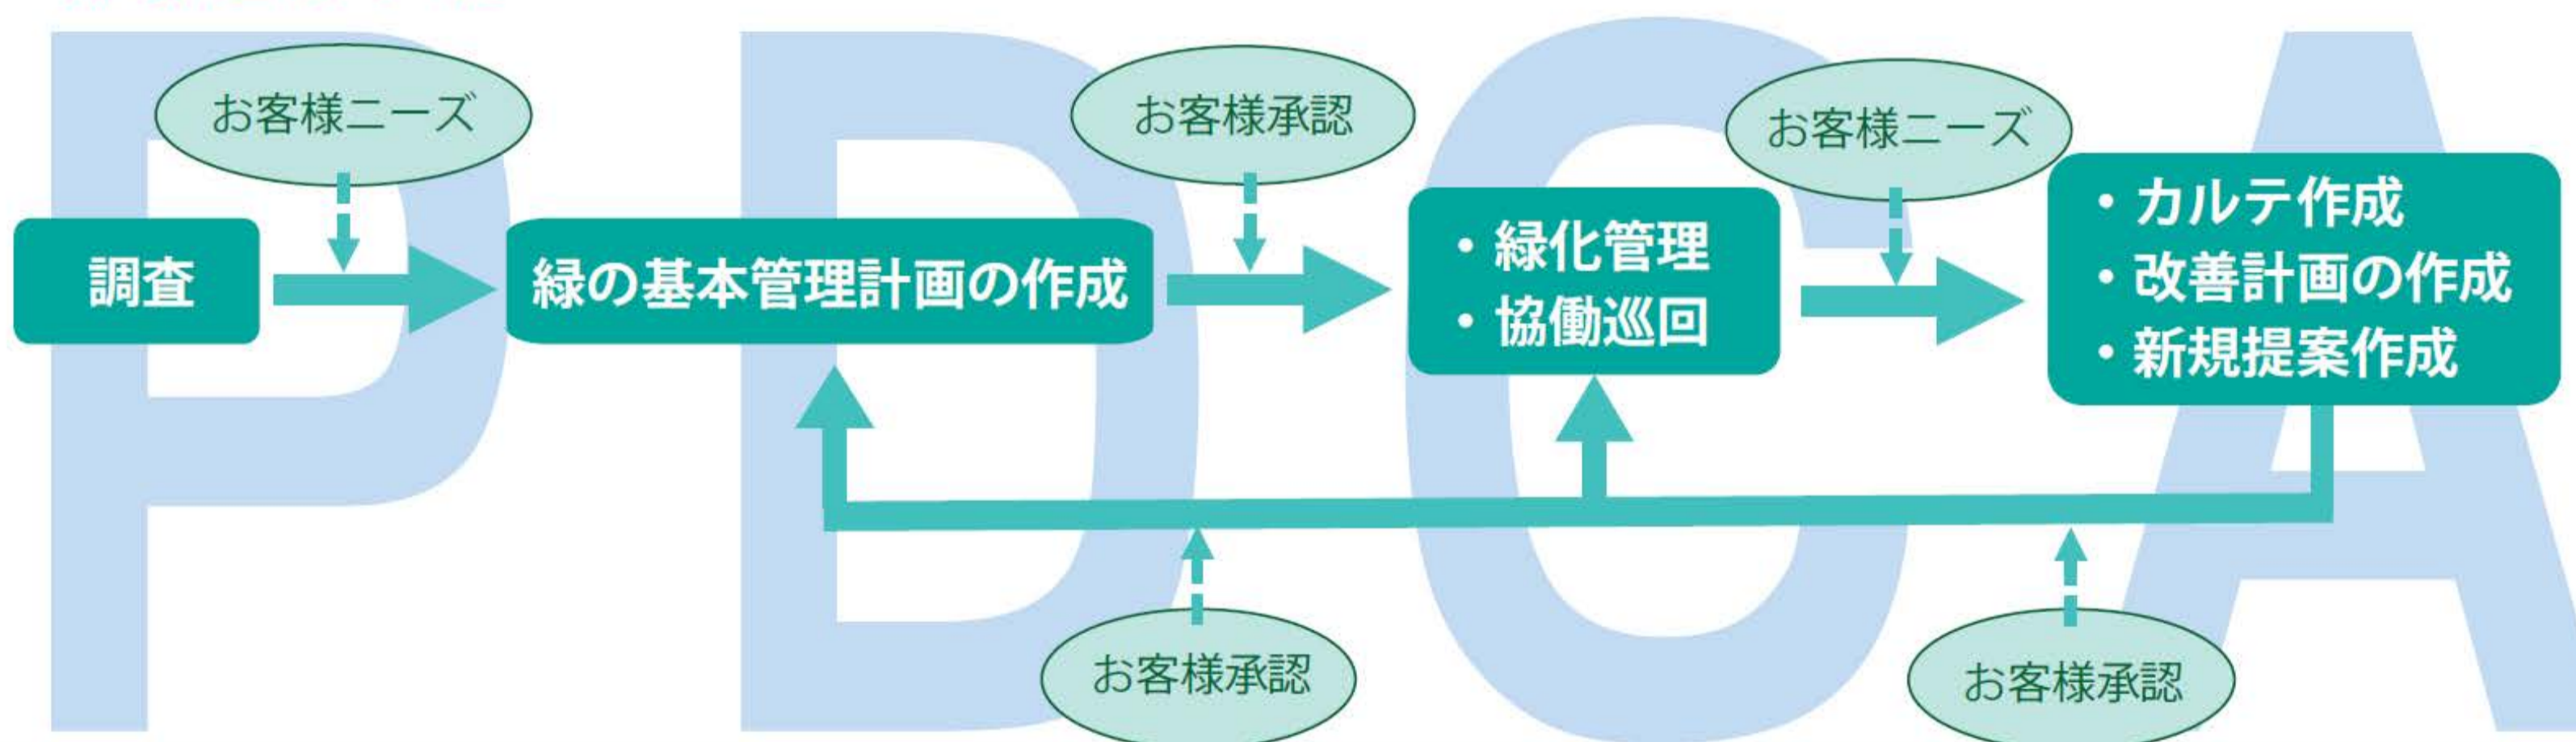 P D C A
お客様ニーズ
お客様承認
お客様ニーズ
調査
緑の基本管理計画の作成
・緑化管理
・協働巡回
・カルテ作成
・改善計画の作成
・新規提案作成
お客様承認
お客様承認